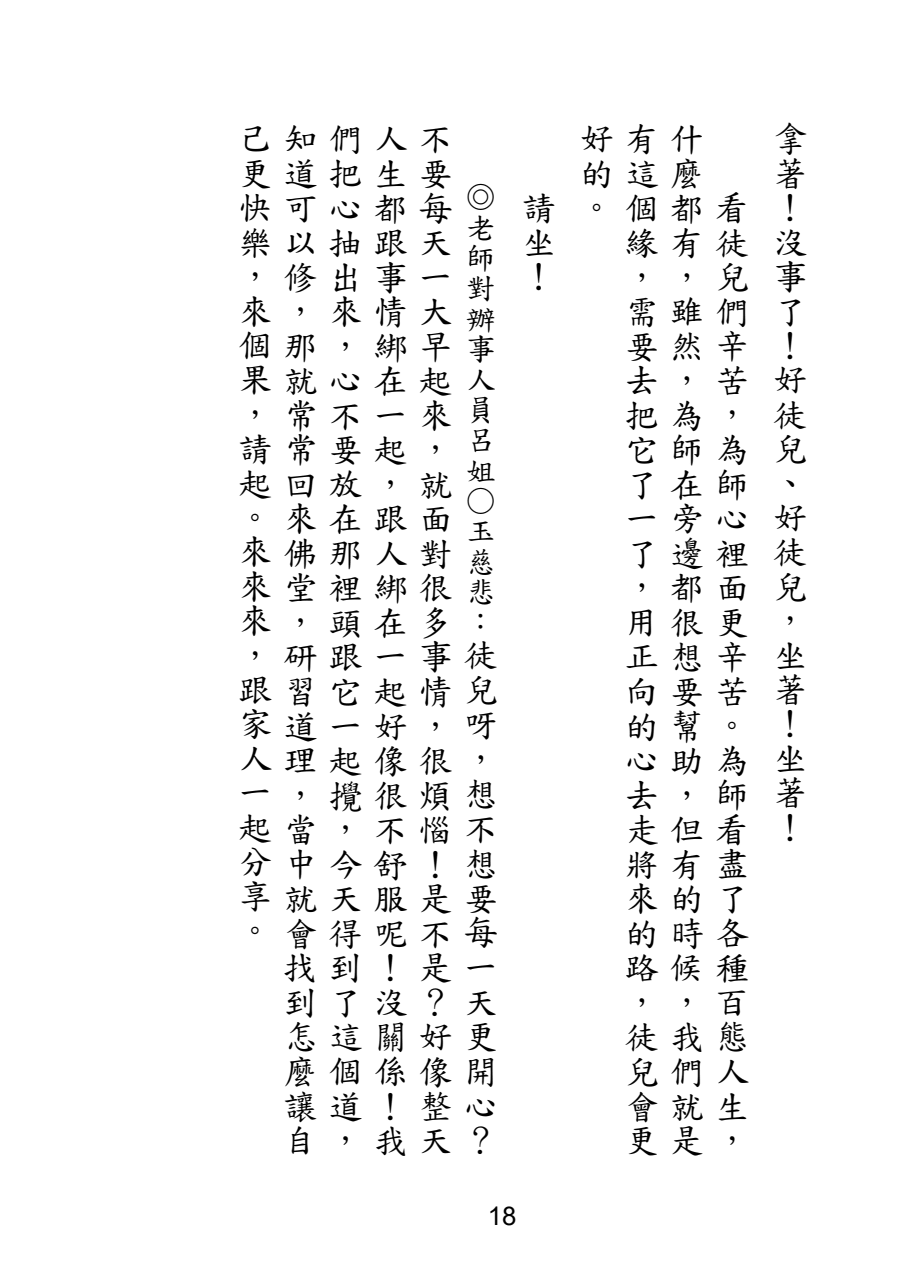 拿著！沒事了！好徒兒、好徒兒，坐著！坐著！
看徒兒們辛苦，為師心裡面更辛苦。為師看盡了各種百態人生，
什麼都有，雖然，為師在旁邊都很想要幫助，但有的時候，我們就是
有這個緣，需要去把它了一了，用正向的心去走將來的路，徒兒會更
好的。
請坐！
◎老師對辦事人員呂姐○玉慈悲：徒兒呀，想不想要每一天更開心？
不要每天一大早起來，就面對很多事情，很煩惱！是不是？好像整天
人生都跟事情綁在一起，跟人綁在一起好像很不舒服呢！沒關係！我
們把心抽出來，心不要放在那裡頭跟它一起攪，今天得到了這個道，
知道可以修，那就常常回來佛堂，研習道理，當中就會找到怎麼讓自
己更快樂，來個果，請起。來來來，跟家人一起分享。
18